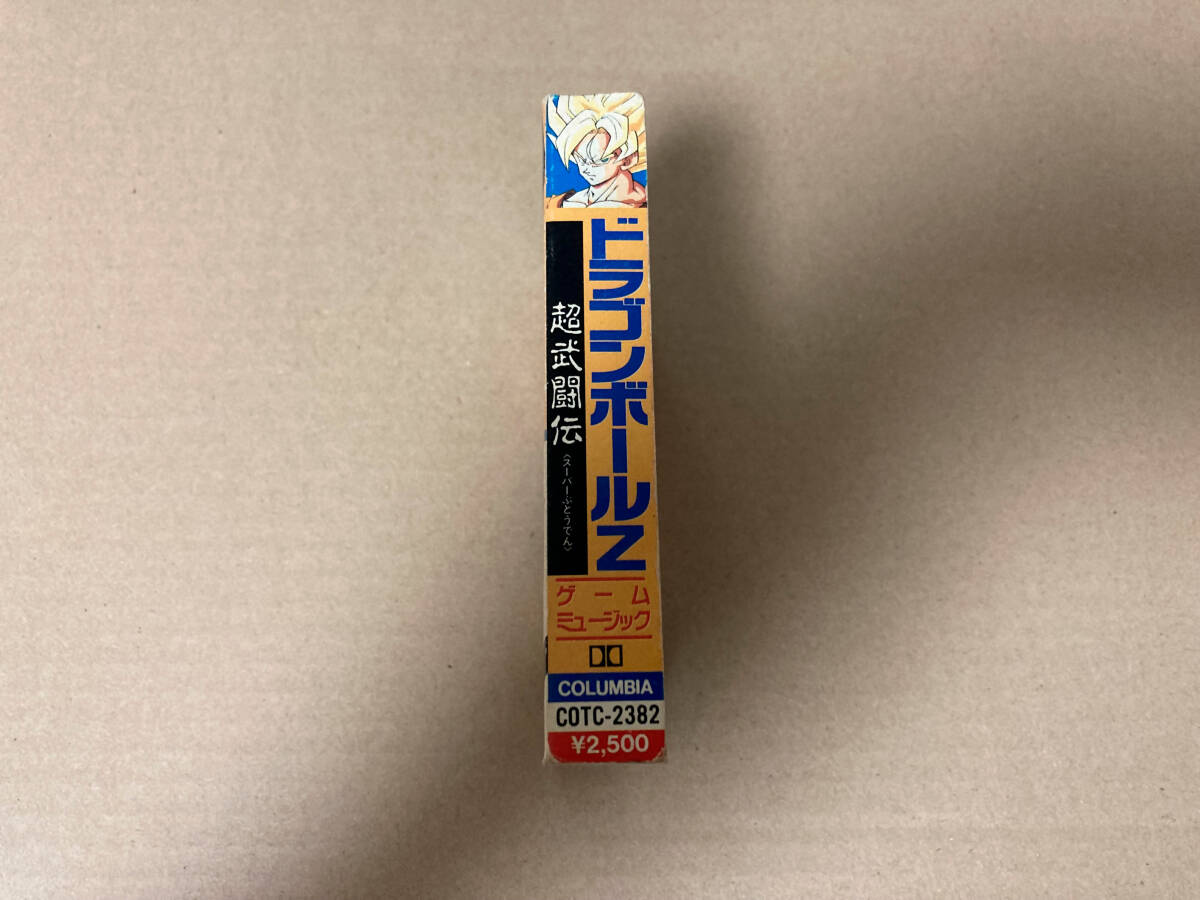 ドラゴンボールZ
超武闘伝
〈スーパーぶとうでん〉
ゲーム
ミュージック
COLUMBIA
COTC-2382
¥2,500